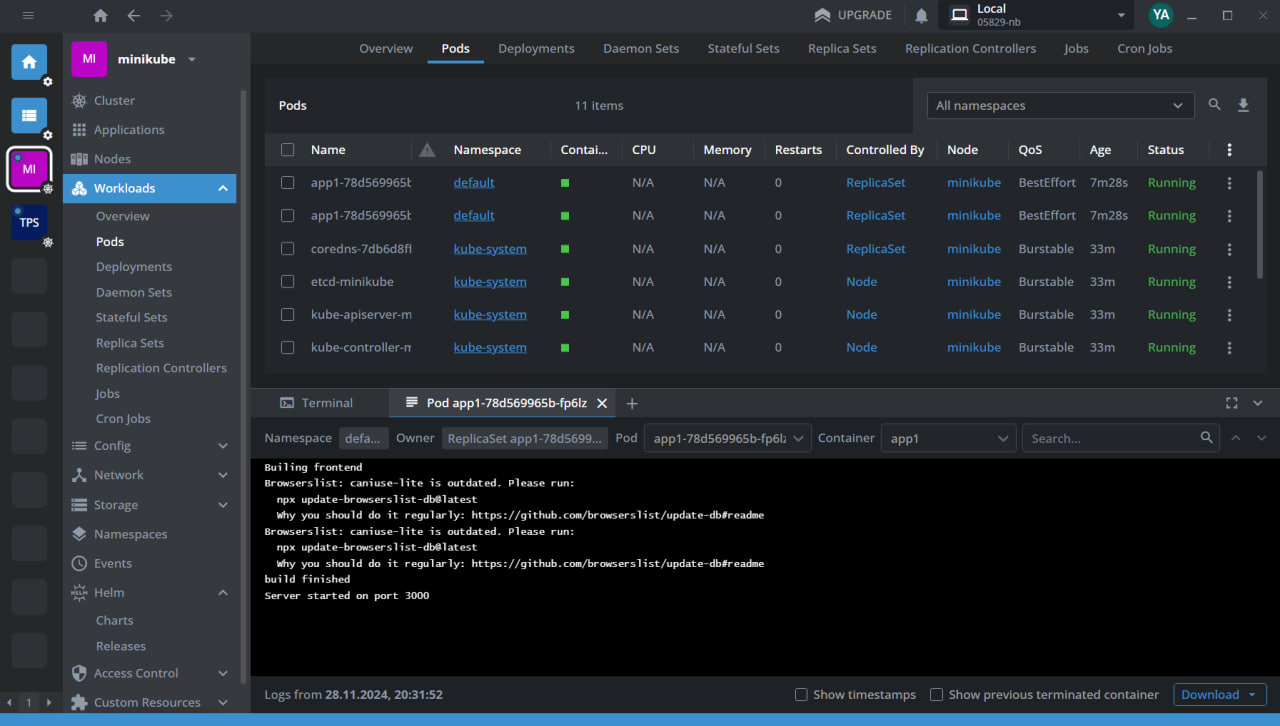 UPGRADE
Local
05829-nb
YA
MI
minikube
Overview
Pods
Deployments
Daemon Sets
Stateful Sets
Replica Sets
Replication Controllers
Jobs
Cron Jobs
MI
TPS
Cluster
Applications
Nodes
Workloads
Overview
Pods
Deployments
Daemon Sets
Stateful Sets
Replica Sets
Replication Controllers
Jobs
Cron Jobs
Config
Network
Storage
Namespaces
Events
HELM Helm
Charts
Releases
Access Control
Custom Resources
1
Pods 11 items All namespaces
Name Namespace Contai... CPU Memory Restarts Controlled By Node QoS Age Status
app1-78d569965b default N/A N/A 0 ReplicaSet minikube BestEffort 7m28s Running
app1-78d569965b default N/A N/A 0 ReplicaSet minikube BestEffort 7m28s Running
coredns-7db6d8ff kube-system N/A N/A 0 ReplicaSet minikube Burstable 33m Running
etcd-minikube kube-system N/A N/A 0 Node minikube Burstable 33m Running
kube-apiserver-m kube-system N/A N/A 0 Node minikube Burstable 33m Running
kube-controller-m kube-system N/A N/A 0 Node minikube Burstable 33m Running
Terminal Pod app1-78d569965b-fp6lz
Namespace defa... Owner ReplicaSet app1-78d5699... Pod app1-78d569965b-fp6lz Container app1 Search...
Builing frontend
Browserslist: caniuse-lite is outdated. Please run:
npx update-browserslist-db@latest
Why you should do it regularly: https://github.com/browserslist/update-db#readme
Browserslist: caniuse-lite is outdated. Please run:
npx update-browserslist-db@latest
Why you should do it regularly: https://github.com/browserslist/update-db#readme
build finished
Server started on port 3000
Logs from 28.11.2024, 20:31:52 Show timestamps Show previous terminated container Download